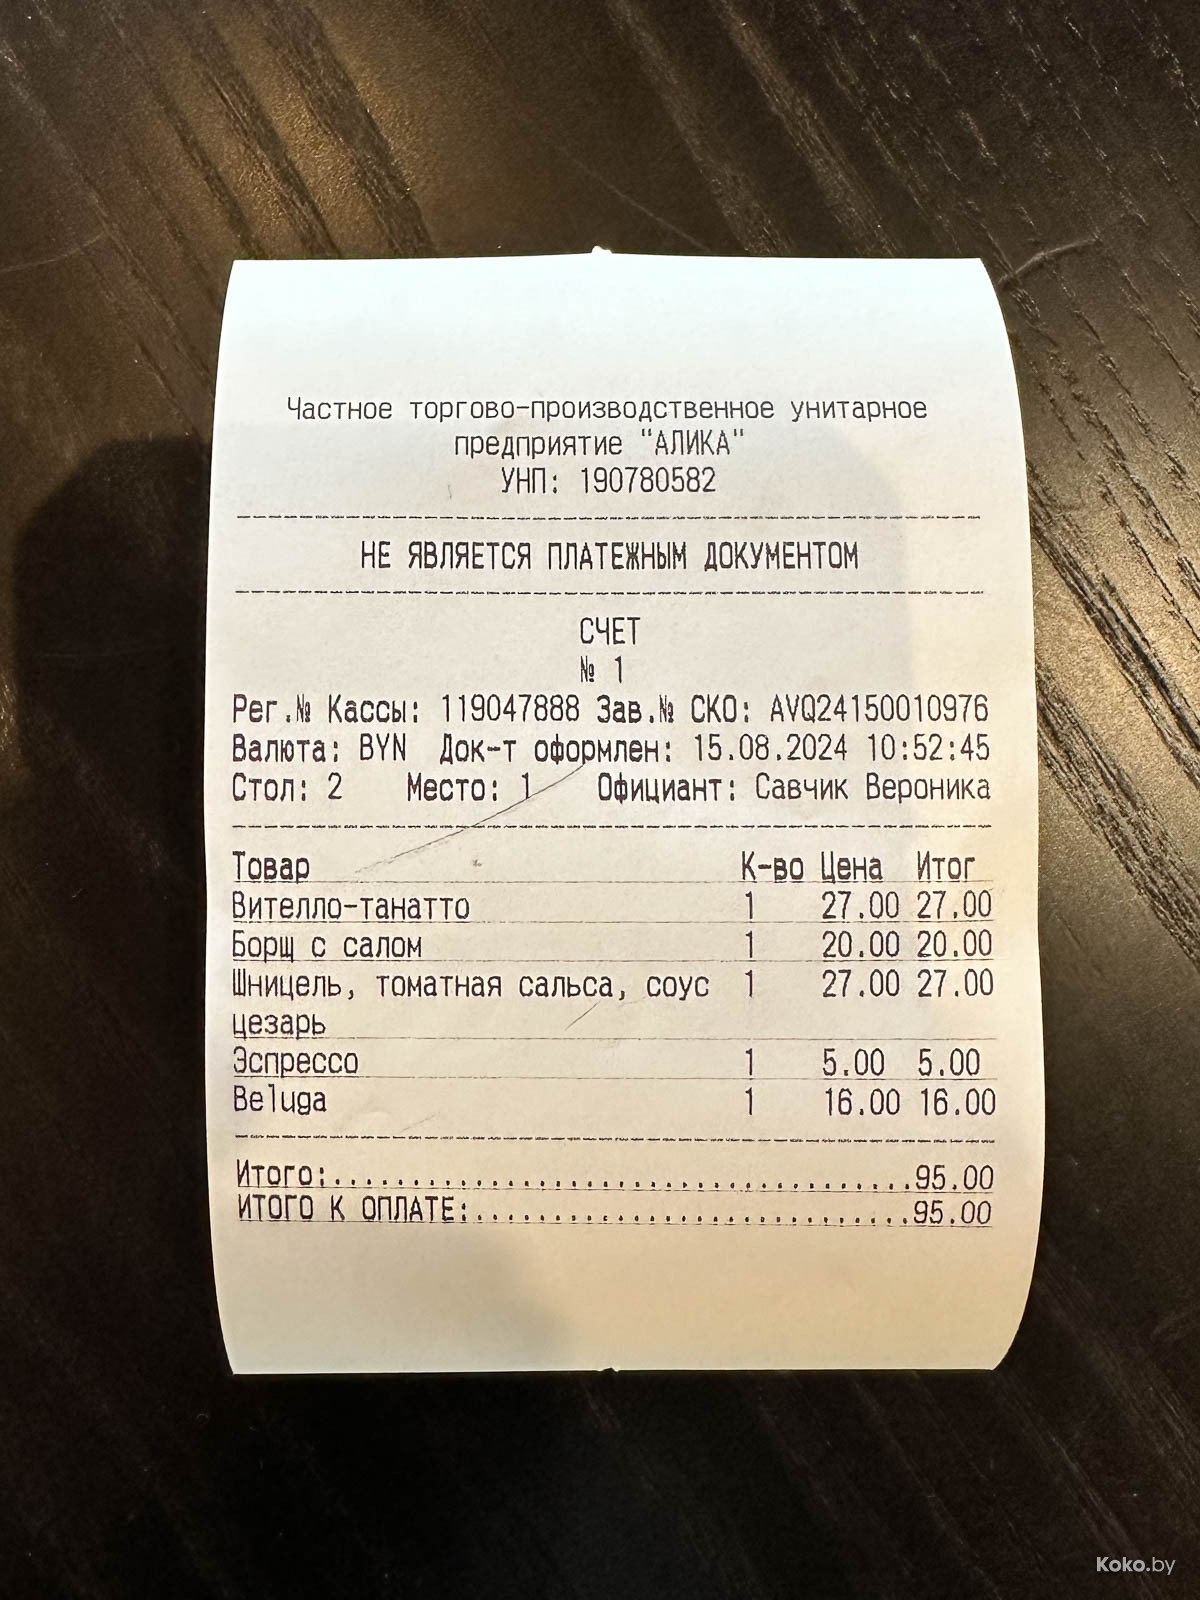 Частное торгово-производственное унитарное
предприятие "АЛИКА"
УНП: 190780582
НЕ ЯВЛЯЕТСЯ ПЛАТЕЖНЫМ ДОКУМЕНТОМ
СЧЕТ
№ 1
Рег.№ Кассы: 119047888 Зав.№ СКО: AVQ24150010976
Валюта: BYN Док-т оформлен: 15.08.2024 10:52:45
Стол: 2 Место: 1 Официант: Савчик Вероника
Товар К-во Цена Итог
Вителло-танатто 1 27.00 27.00
Борщ с салом 1 20.00 20.00
Шницель, томатная сальса, соус 1 27.00 27.00
цезарь
Эспрессо 1 5.00 5.00
Beluga 1 16.00 16.00
Итого:.....................................95.00
ИТОГО К ОПЛАТЕ:............................95.00
Koko.by